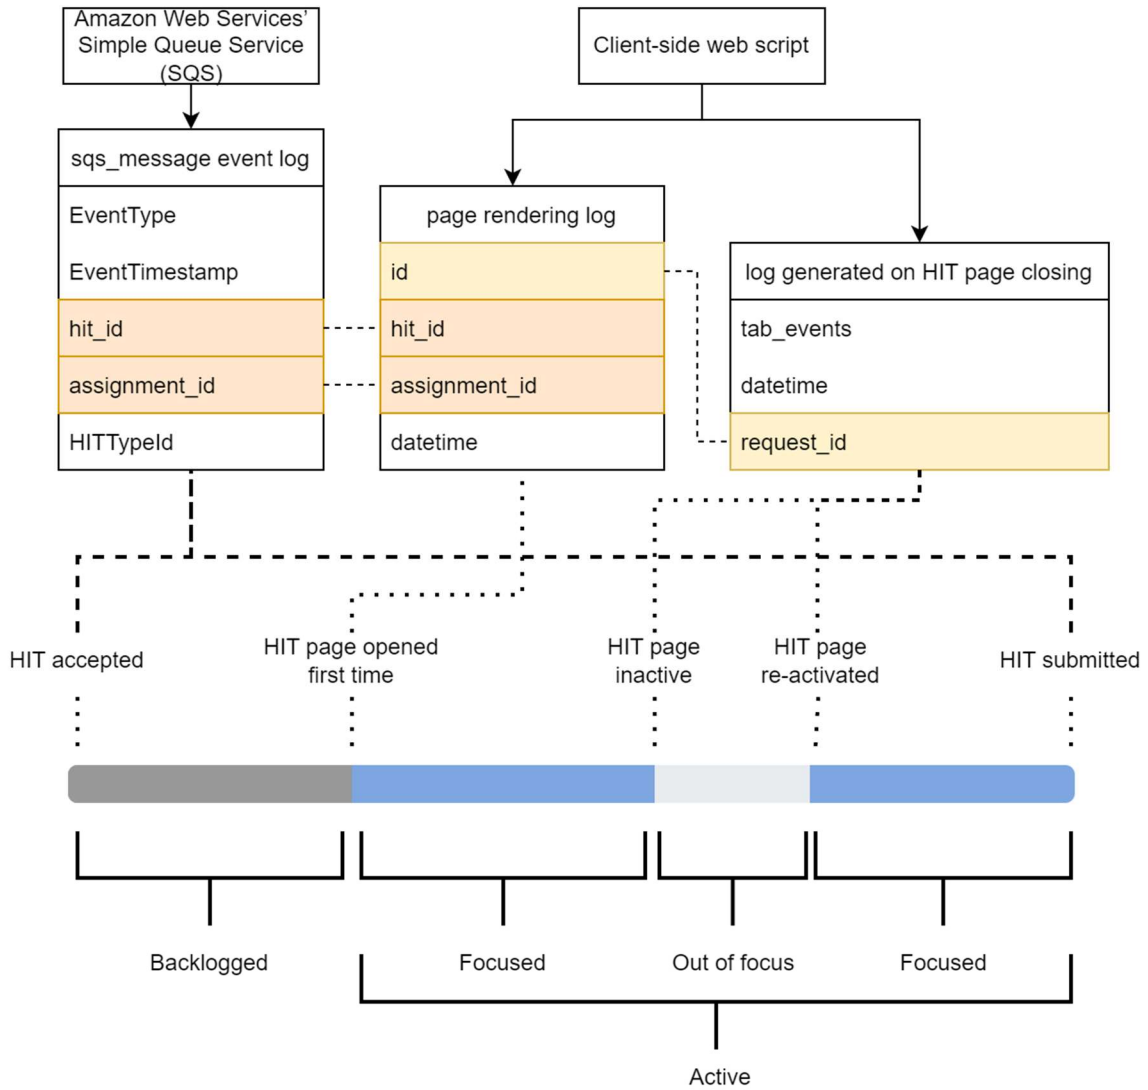 Amazon Web Services'
Simple Queue Service
(SQS)
Client-side web script
sqs_message event log
EventType
EventTimestamp
hit_id
assignment_id
HITTypeId
page rendering log
id
hit_id
assignment_id
datetime
log generated on HIT page closing
tab_events
datetime
request_id
HIT accepted
HIT page opened
first time
HIT page
inactive
HIT page
re-activated
HIT submitted
Backlogged
Focused
Out of focus
Focused
Active